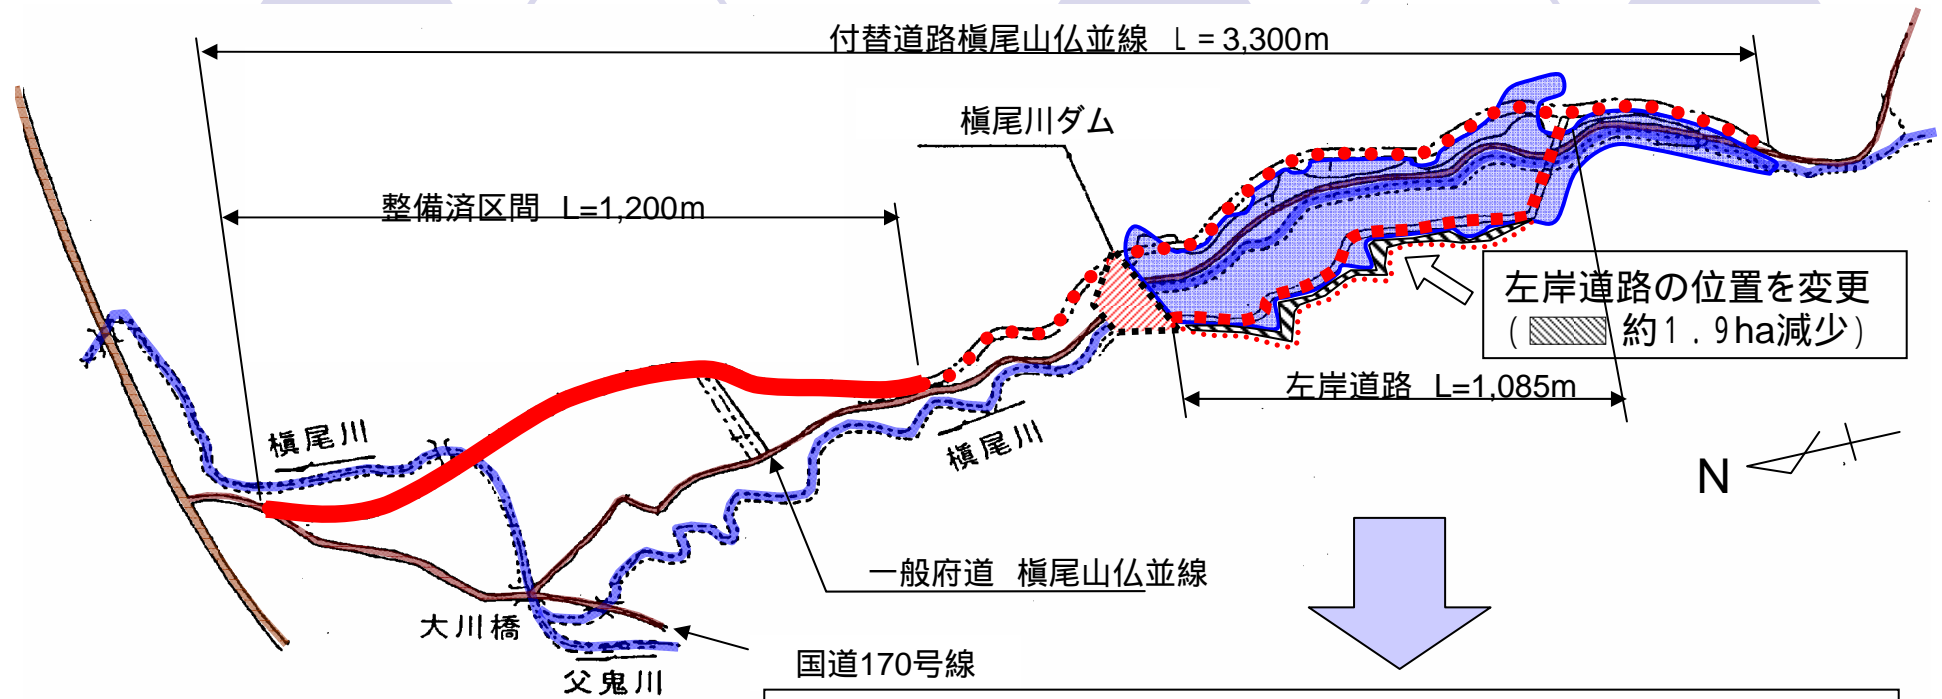 付替道路槇尾山仏並線 L=3,300m
槇尾川ダム
整備済区間 L=1,200m
左岸道路の位置を変更
( 約1.9ha減少)
左岸道路 L=1,085m
槇尾川
槇尾川
N
一般府道 槇尾山仏並線
大川橋
国道170号線
父鬼川